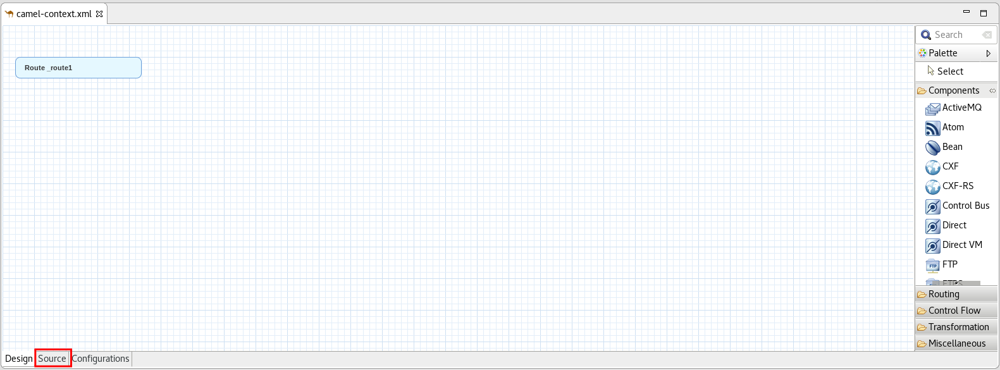 camel-context.xml
Route _route1
Search
Palette
Select
Components
ActiveMQ
Atom
Bean
CXF
CXF-RS
Control Bus
Direct
Direct VM
FTP
FTP
Routing
Control Flow
Transformation
Miscellaneous
Design Source Configurations